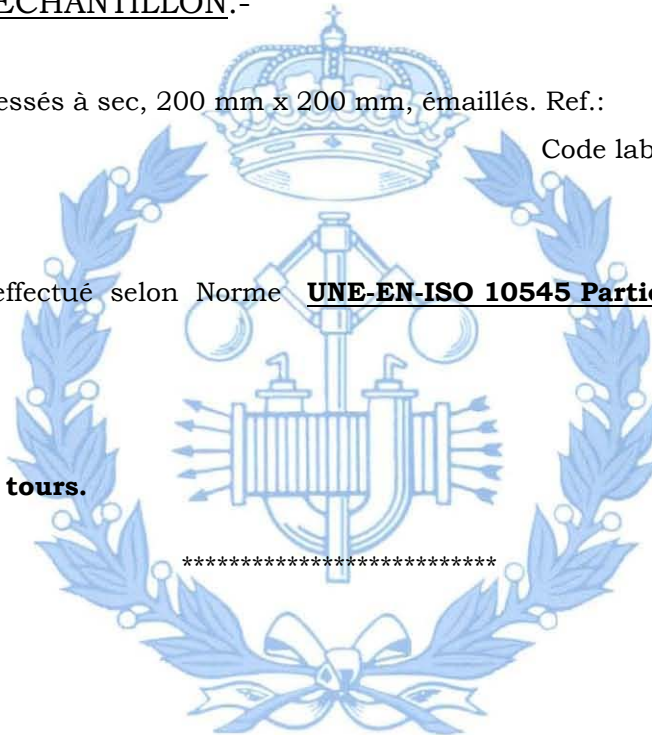 ECHANTILLON.-
essés à sec, 200 mm x 200 mm, émaillés. Ref.:
Code lab
effectué selon Norme UNE-EN-ISO 10545 Partie
tours.
***************************